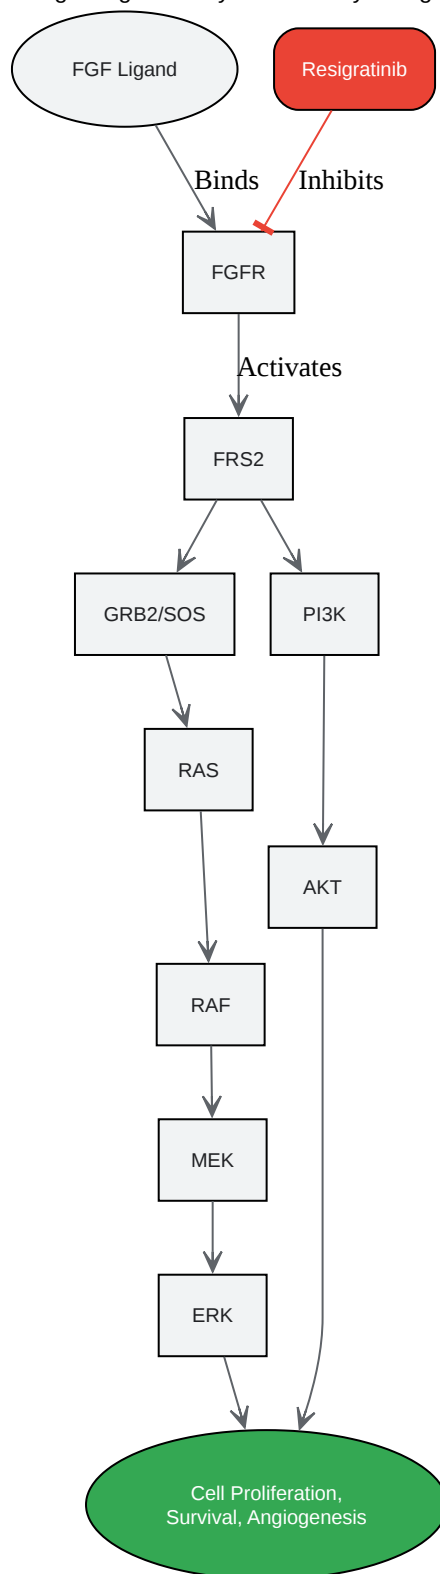 FGF Ligand
Resigratinib
Binds
Inhibits
FGFR
Activates
FRS2
GRB2/SOS
PI3K
RAS
AKT
RAF
MEK
ERK
Cell Proliferation,
Survival, Angiogenesis